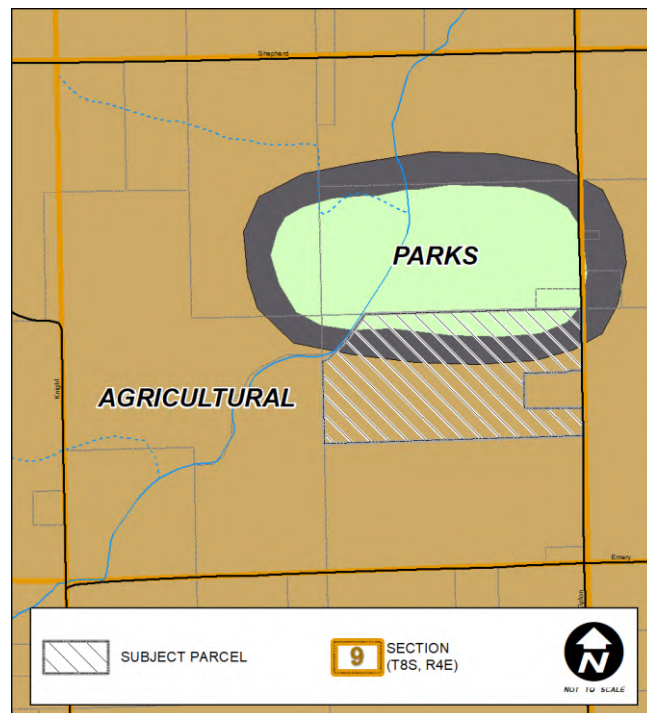 Shepherd
PARKS
AGRICULTURAL
Knight
Emery
SUBJECT PARCEL
9
SECTION
(T8S, R4E)
N
NOT TO SCALE